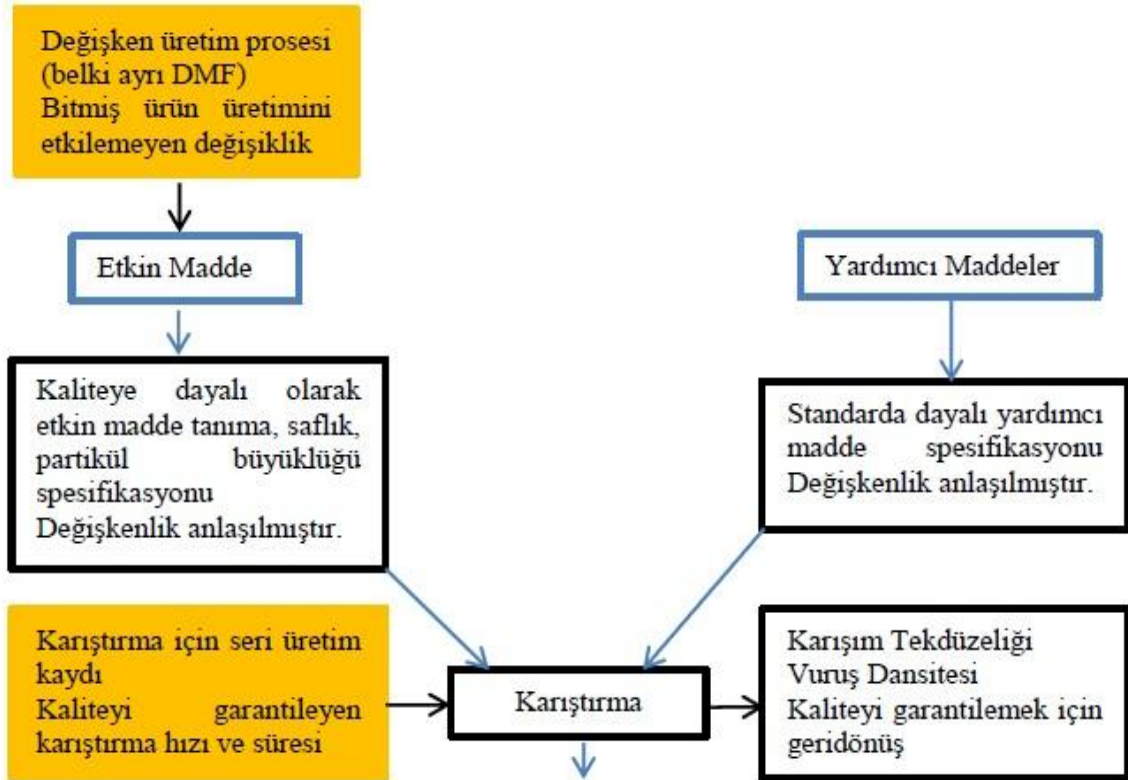 Değişken üretim prosesi
(belki ayrı DMF)
Bitmiş ürün üretimini
etkilemeyen değişiklik
Etkin Madde
Yardımcı Maddeler
Kaliteye dayalı olarak
etkin madde tanıma, saflık,
partikül büyüklüğü
spesifikasyonu
Değişkenlik anlaşılmıştır.
Standarda dayalı yardımcı
madde spesifikasyonu
Değişkenlik anlaşılmıştır.
Karıştırma için seri üretim
kaydı
Kaliteyi garantileyen
karıştırma hızı ve süresi
Karıştırma
Karışım Tekdüzeliği
Vuruş Dansitesi
Kaliteyi garantilemek için
geridönüş